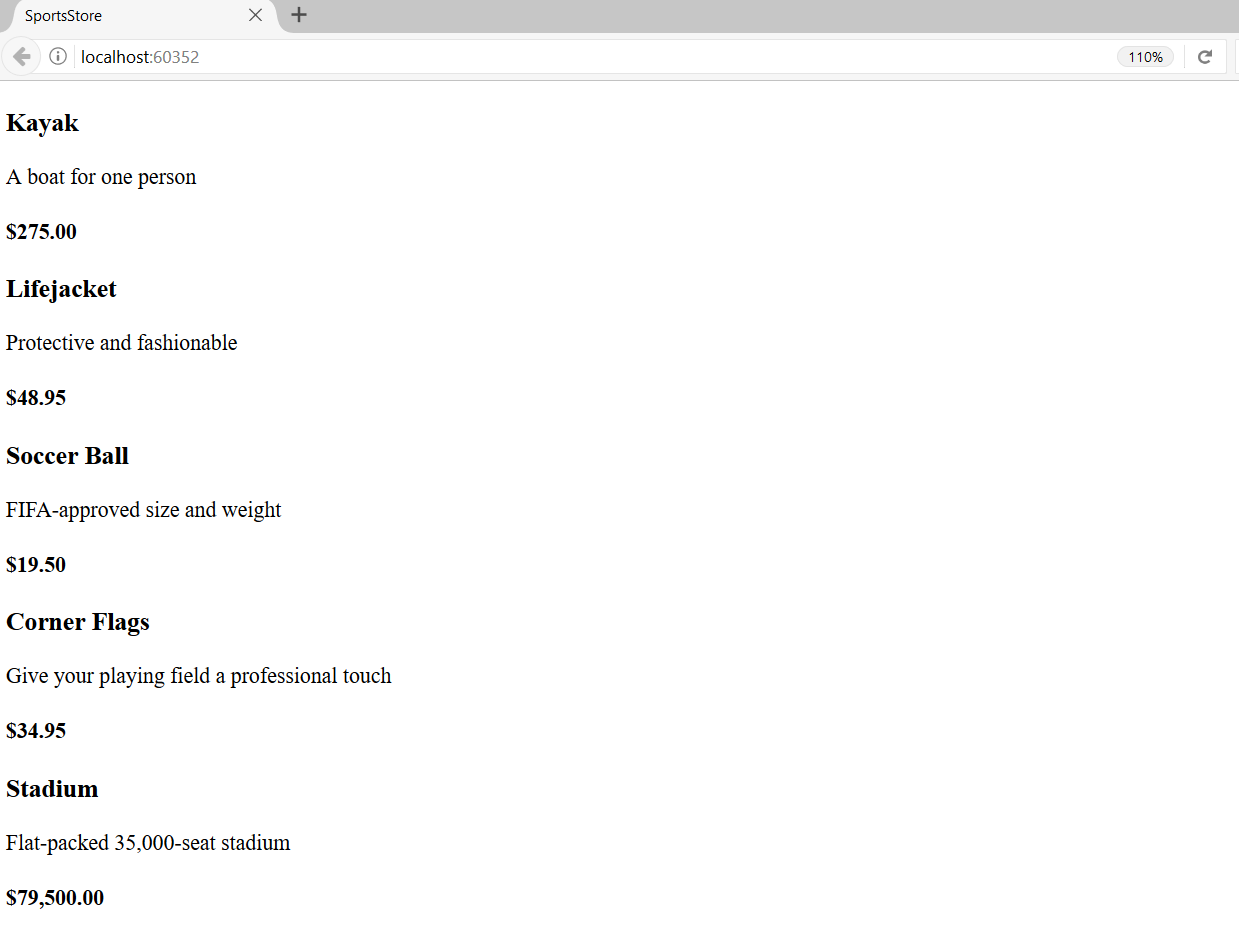 SportsStore
localhost:60352
110%
Kayak
A boat for one person
$275.00
Lifejacket
Protective and fashionable
$48.95
Soccer Ball
FIFA-approved size and weight
$19.50
Corner Flags
Give your playing field a professional touch
$34.95
Stadium
Flat-packed 35,000-seat stadium
$79,500.00